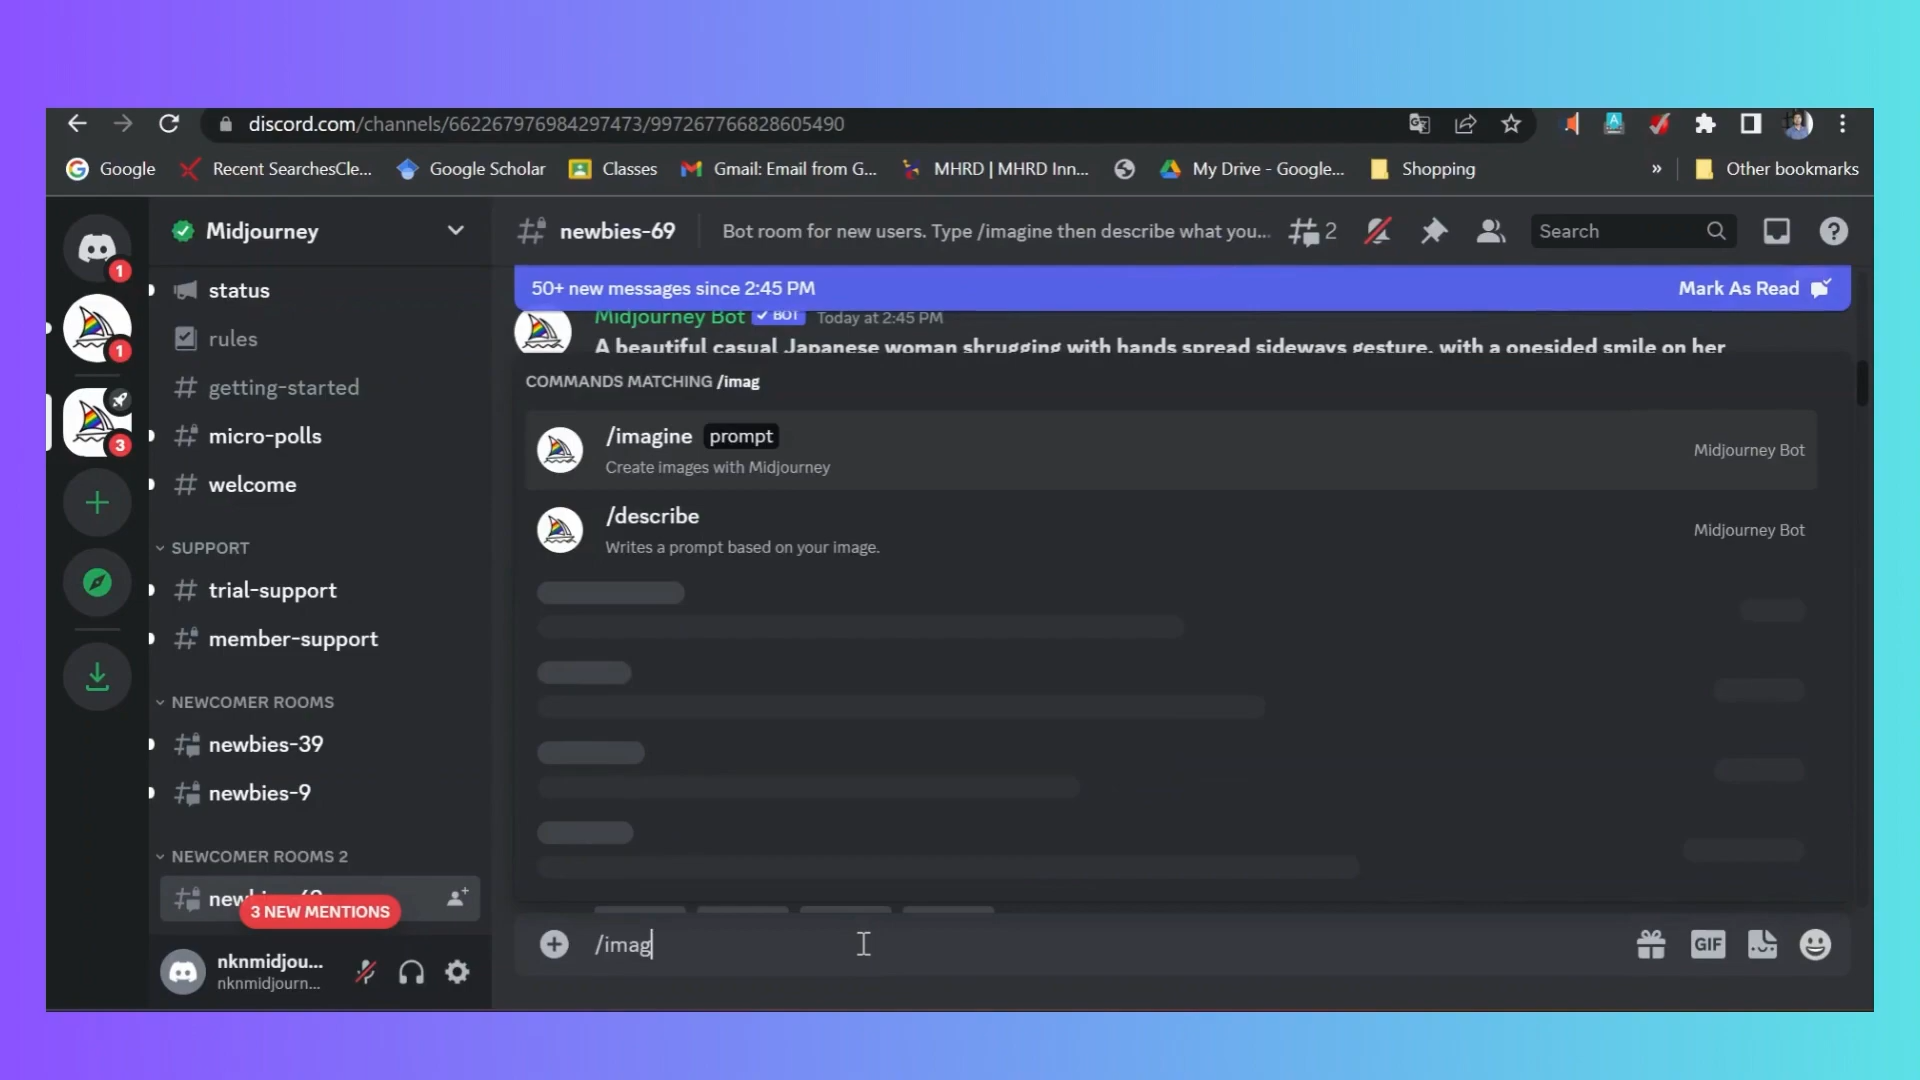 discord.com/channels/662267976984297473/997267766828605490
Google
Recent SearchesCle...
Google Scholar
Classes
Gmail: Email from G...
MHRD | MHRD Inn...
My Drive - Google...
Shopping
»
Other bookmarks
Midjourney
newbies-69
Bot room for new users. Type /imagine then describe what you...
2
Search
1
1
3
status
rules
getting-started
micro-polls
welcome
SUPPORT
trial-support
member-support
NEWCOMER ROOMS
newbies-39
newbies-9
NEWCOMER ROOMS 2
3 NEW MENTIONS
nknmidjou...
nknmidjourn...
50+ new messages since 2:45 PM
Mark As Read
Midjourney Bot BOT Today at 2:45 PM
A beautiful casual Japanese woman shrugging with hands spread sideways gesture, with a onesided smile on her
COMMANDS MATCHING /imag
/imagine prompt
Create images with Midjourney
Midjourney Bot
/describe
Writes a prompt based on your image.
Midjourney Bot
/imag
GIF